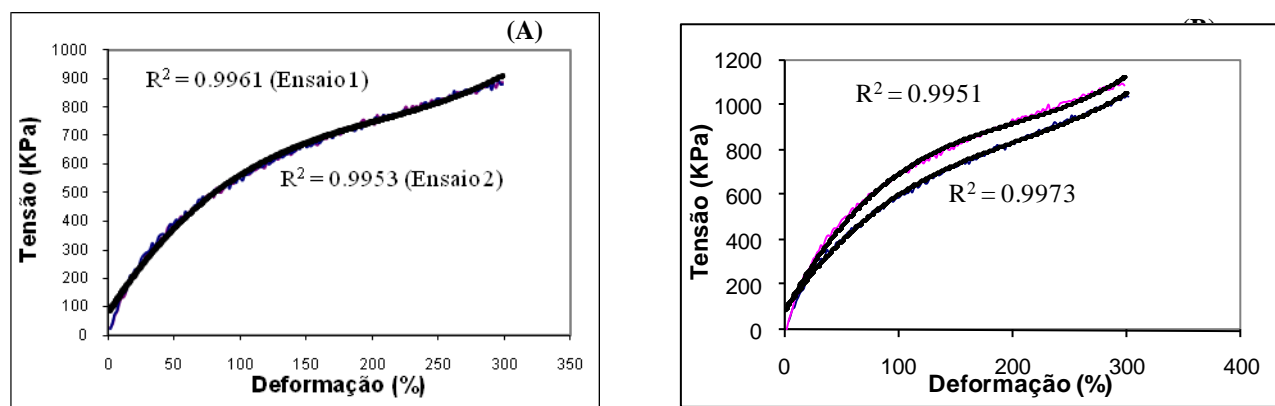 (A)
1000
900
800
700
600
500
400
300
200
100
0
R² = 0.9961 (Ensaio 1)
R² = 0.9953 (Ensaio 2)
Tensão (KPa)
0 50 100 150 200 250 300 350
Deformação (%)
1200
1000
800
600
400
200
0
R² = 0.9951
R² = 0.9973
Tensão (KPa)
0 100 200 300 400
Deformação (%)